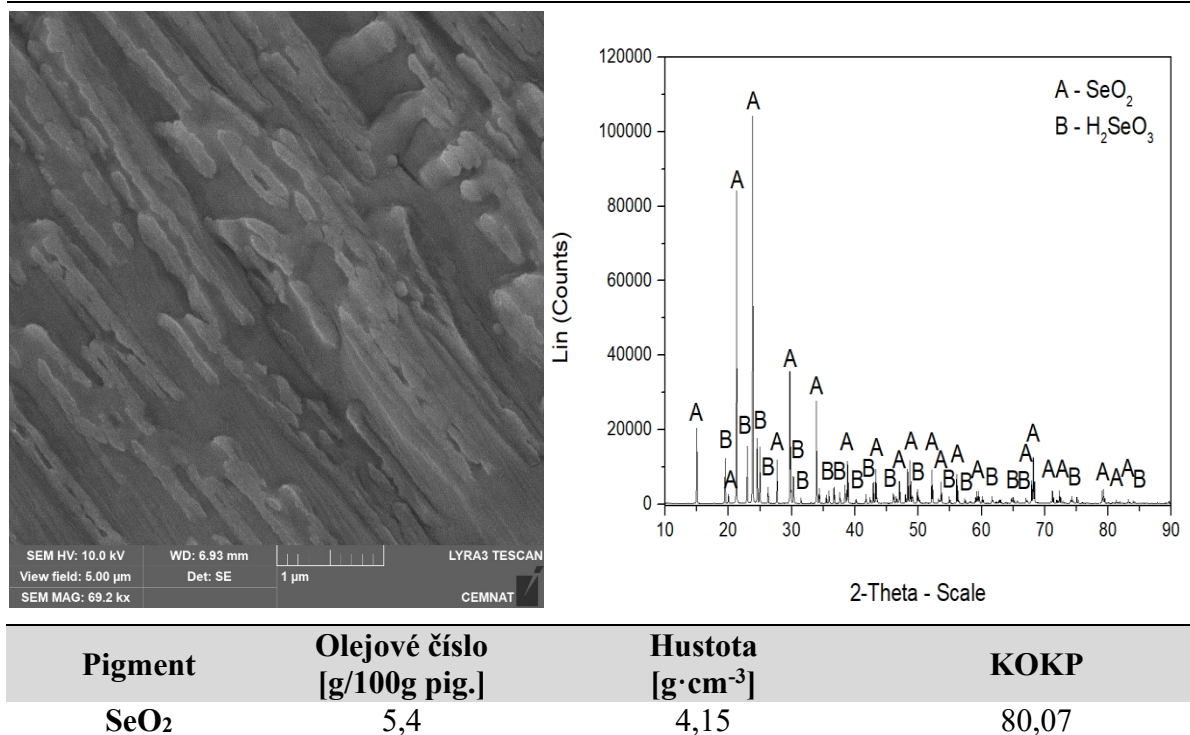 SEM HV: 10.0 kV WD: 6.93 mm LYRA3 TESCAN
View field: 5.00 µm Det: SE 1 µm
SEM MAG: 69.2 kx CEMNAT
120000
100000
80000
60000
40000
20000
0
Lin (Counts)
A - SeO₂
B - H₂SeO₃
A
A
A
A
A
B
B
B
A
B
A
B
A
B
B
B
A
B
B
A
B
A
A
B
A
A
B
A
B
A
B
B
B
A
A
A
A
B
A
A
A
B
10 20 30 40 50 60 70 80 90
2-Theta - Scale
Pigment Olejové číslo [g/100g pig.] Hustota [g·cm⁻³] KOKP
SeO₂ 5,4 4,15 80,07